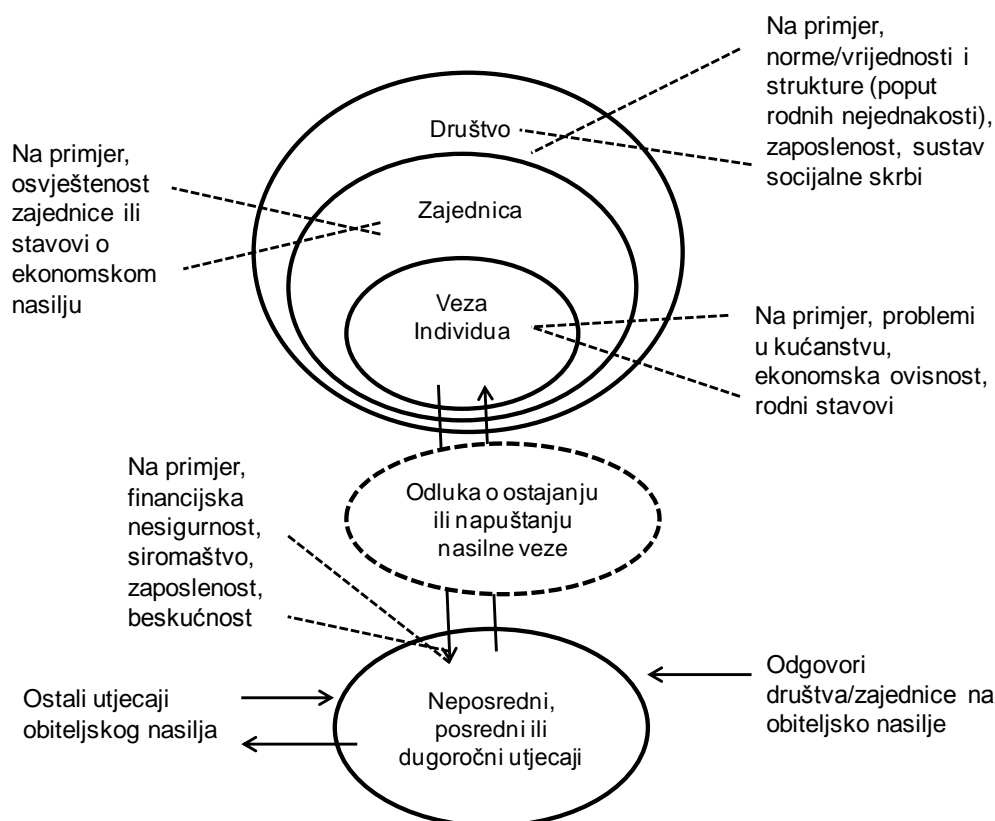 Na primjer,
norme/vrijednosti i
strukture (poput
rodnih nejednakosti),
zaposlenost, sustav
socijalne skrbi
Društvo
Na primjer,
osvještenost
zajednice ili
stavovi o
ekonomskom
nasilju
Zajednica
Veza
Individua
Na primjer, problemi
u kućanstvu,
ekonomska ovisnost,
rodni stavovi
Na primjer,
financijska
nesigurnost,
siromaštvo,
zaposlenost,
beskućnost
Odluka o ostajanju
ili napuštanju
nasilne veze
Ostali utjecaji
obiteljskog nasilja
Neposredni,
posredni ili
dugoročni utjecaji
Odgovori
društva/zajednice na
obiteljsko nasilje